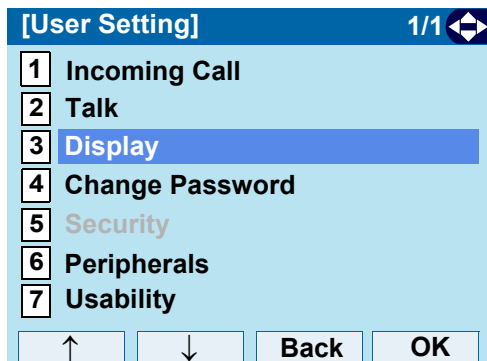 [User Setting] 1/1
1 Incoming Call
2 Talk
3 Display
4 Change Password
5 Security
6 Peripherals
7 Usability
↑ ↓ Back OK